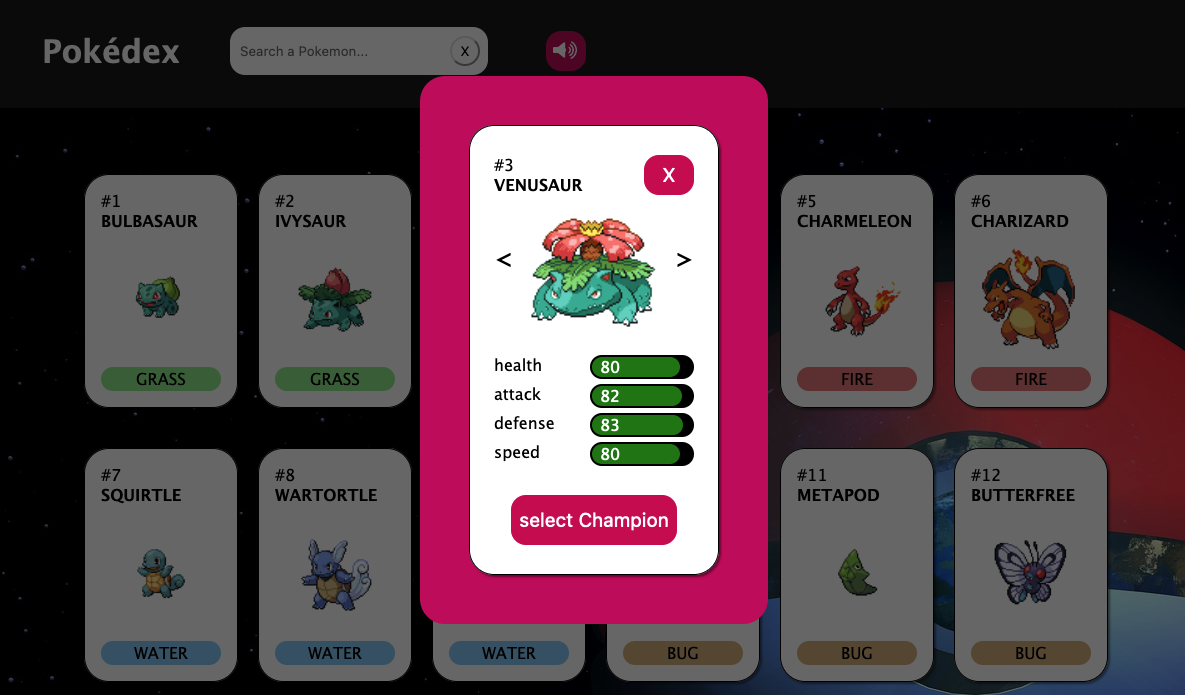 Pokédex
Search a Pokemon...
X
#3
VENUSAUR
X
<
>
health 80
attack 82
defense 83
speed 80
select Champion
#1
BULBASAUR
GRASS
#2
IVYSAUR
GRASS
#5
CHARMELEON
FIRE
#6
CHARIZARD
FIRE
#7
SQUIRTLE
WATER
#8
WARTORTLE
WATER
WATER
BUG
#11
METAPOD
BUG
#12
BUTTERFREE
BUG